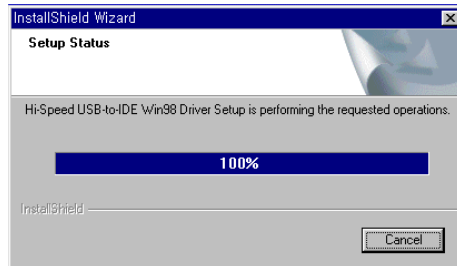 InstallShield Wizard
Setup Status
Hi-Speed USB-to-IDE Win98 Driver Setup is performing the requested operations.
100%
InstallShield
Cancel